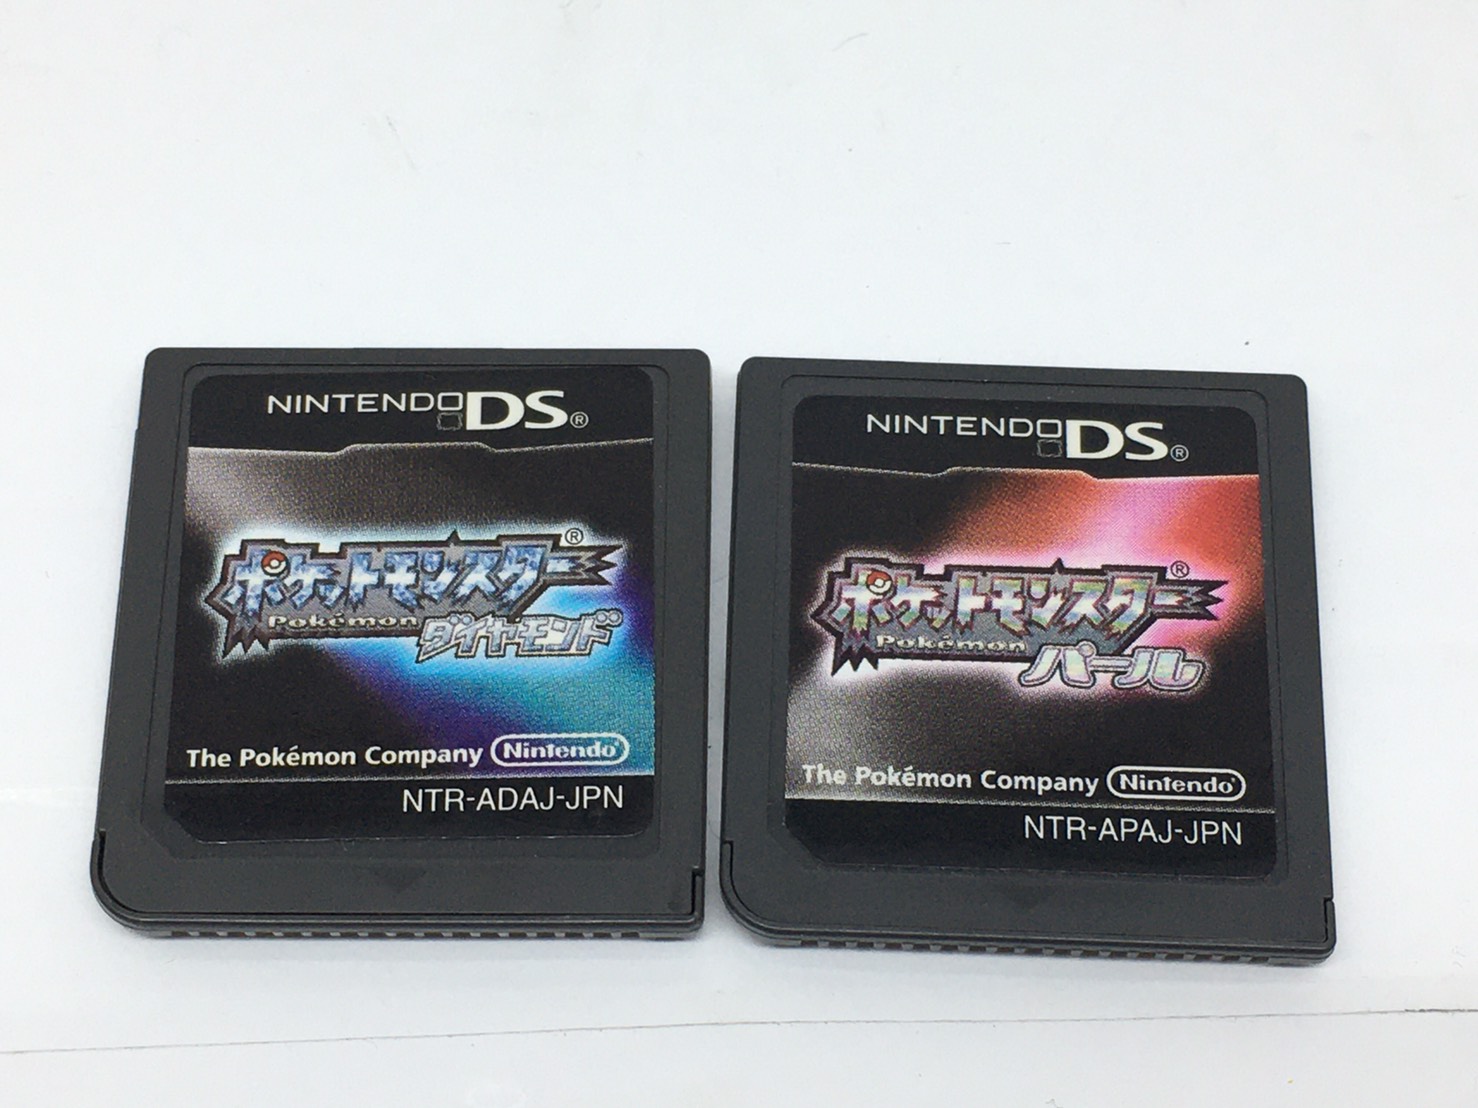 NINTENDO DS®
ポケットモンスター®
Pokémon
ダイヤモンド
The Pokémon Company Nintendo
NTR-ADAJ-JPN
NINTENDO DS®
ポケットモンスター®
Pokémon
パール
The Pokémon Company Nintendo
NTR-APAJ-JPN